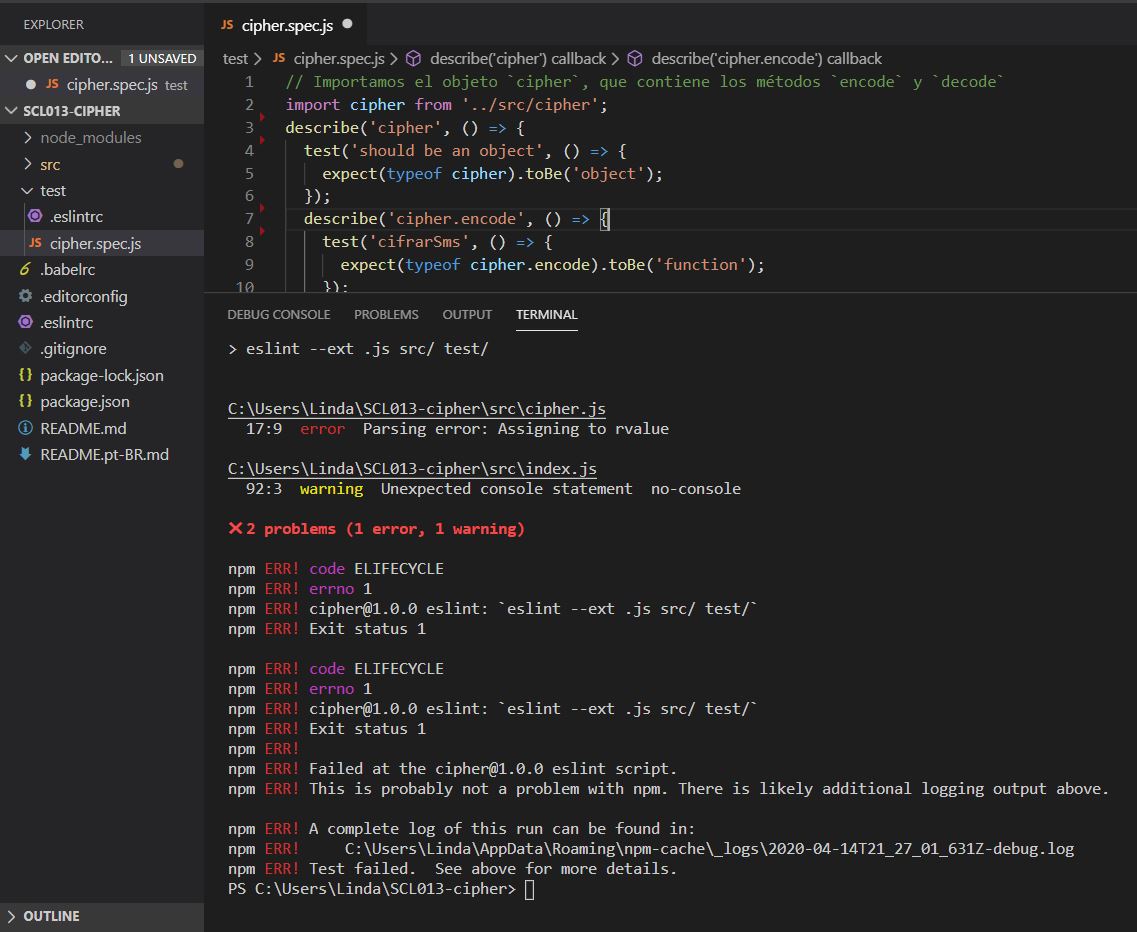 EXPLORER
OPEN EDITO... 1 UNSAVED
JS cipher.spec.js test
SCL013-CIPHER
node_modules
src
test
.eslintrc
JS cipher.spec.js
.babelrc
.editorconfig
.eslintrc
.gitignore
{} package-lock.json
{} package.json
README.md
README.pt-BR.md
OUTLINE
JS cipher.spec.js
test > JS cipher.spec.js > describe('cipher') callback > describe('cipher.encode') callback
1 // Importamos el objeto `cipher`, que contiene los métodos `encode` y `decode`
2 import cipher from '../src/cipher';
3 describe('cipher', () => {
4 test('should be an object', () => {
5 expect(typeof cipher).toBe('object');
6 });
7 describe('cipher.encode', () => {
8 test('cifrarSms', () => {
9 expect(typeof cipher.encode).toBe('function');
10 });
DEBUG CONSOLE PROBLEMS OUTPUT TERMINAL
> eslint --ext .js src/ test/
C:\Users\Linda\SCL013-cipher\src\cipher.js
17:9 error Parsing error: Assigning to rvalue
C:\Users\Linda\SCL013-cipher\src\index.js
92:3 warning Unexpected console statement no-console
✕ 2 problems (1 error, 1 warning)
npm ERR! code ELIFECYCLE
npm ERR! errno 1
npm ERR! cipher@1.0.0 eslint: `eslint --ext .js src/ test/`
npm ERR! Exit status 1
npm ERR! code ELIFECYCLE
npm ERR! errno 1
npm ERR! cipher@1.0.0 eslint: `eslint --ext .js src/ test/`
npm ERR! Exit status 1
npm ERR!
npm ERR! Failed at the cipher@1.0.0 eslint script.
npm ERR! This is probably not a problem with npm. There is likely additional logging output above.
npm ERR! A complete log of this run can be found in:
npm ERR! C:\Users\Linda\AppData\Roaming\npm-cache\_logs\2020-04-14T21_27_01_631Z-debug.log
npm ERR! Test failed. See above for more details.
PS C:\Users\Linda\SCL013-cipher>